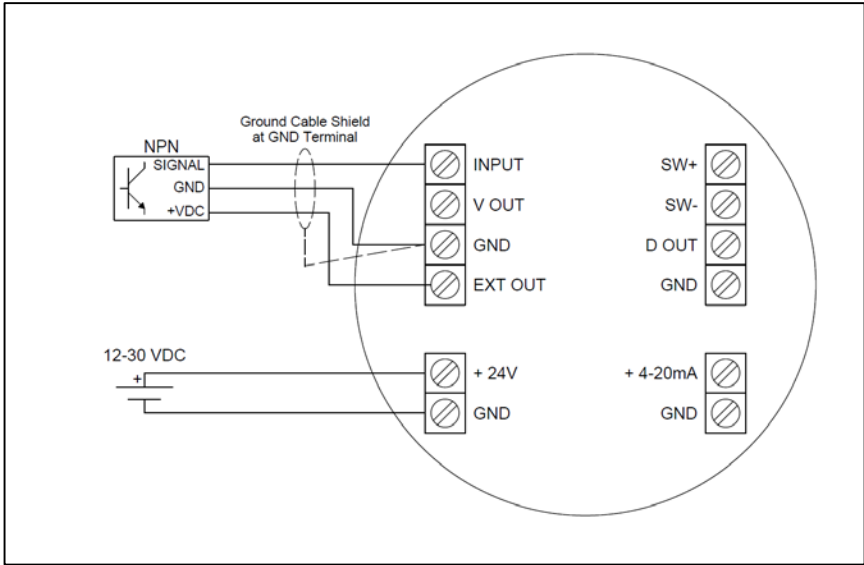 Ground Cable Shield
at GND Terminal
NPN
SIGNAL
GND
+VDC
INPUT
V OUT
GND
EXT OUT
SW+
SW-
D OUT
GND
12-30 VDC
+
+ 24V
GND
+ 4-20mA
GND